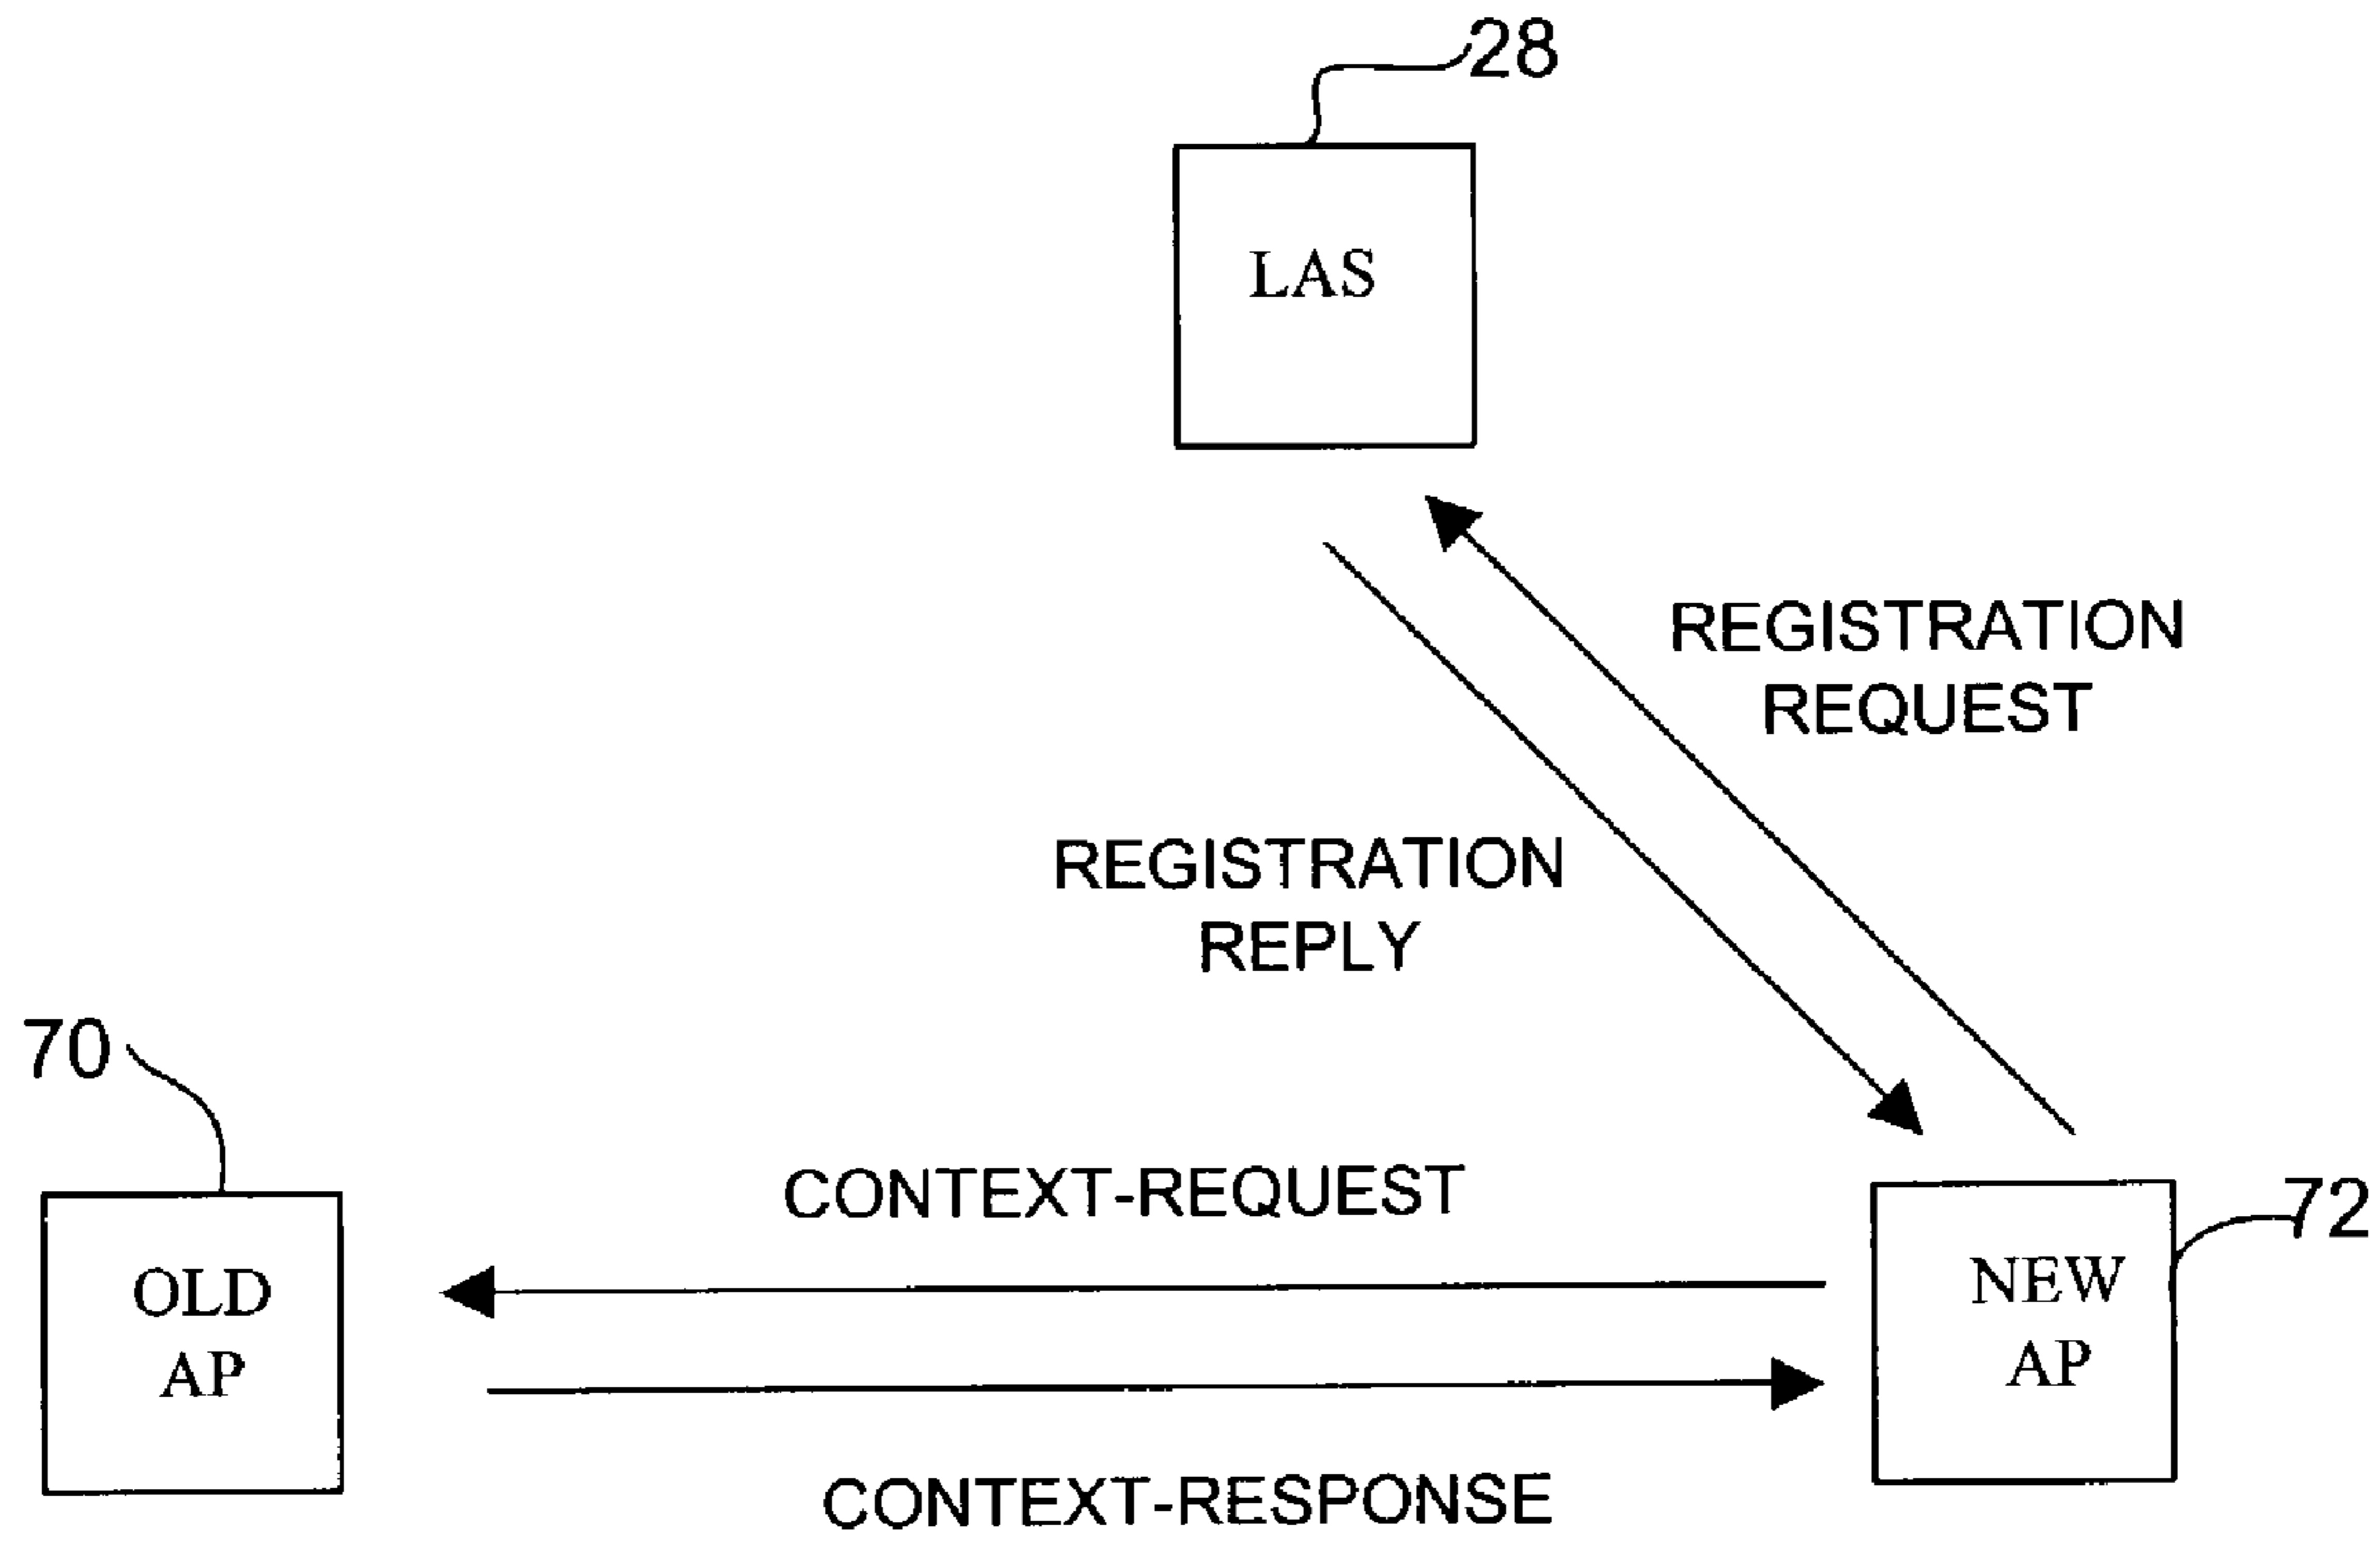 28
LAS
REGISTRATION
REQUEST
REGISTRATION
REPLY
70
CONTEXT-REQUEST
72
OLD
AP
NEW
AP
CONTEXT-RESPONSE